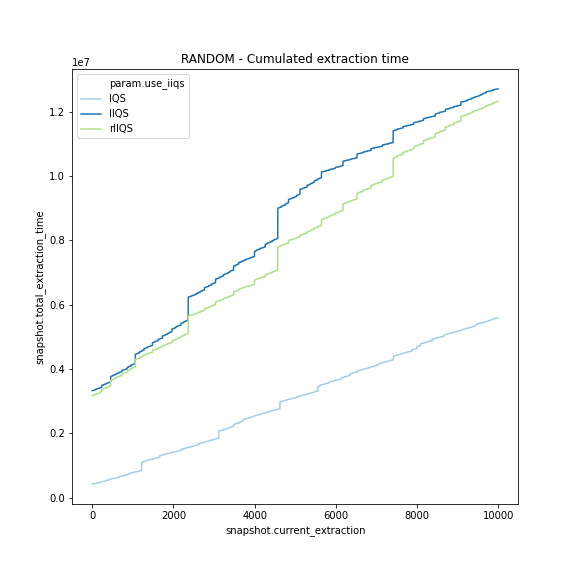 RANDOM - Cumulated extraction time
1e7
param.use_iiqs
IQS
IIQS
rIIQS
1.2
1.0
0.8
0.6
0.4
0.2
0.0
snapshot.total_extraction_time
0 2000 4000 6000 8000 10000
snapshot.current_extraction